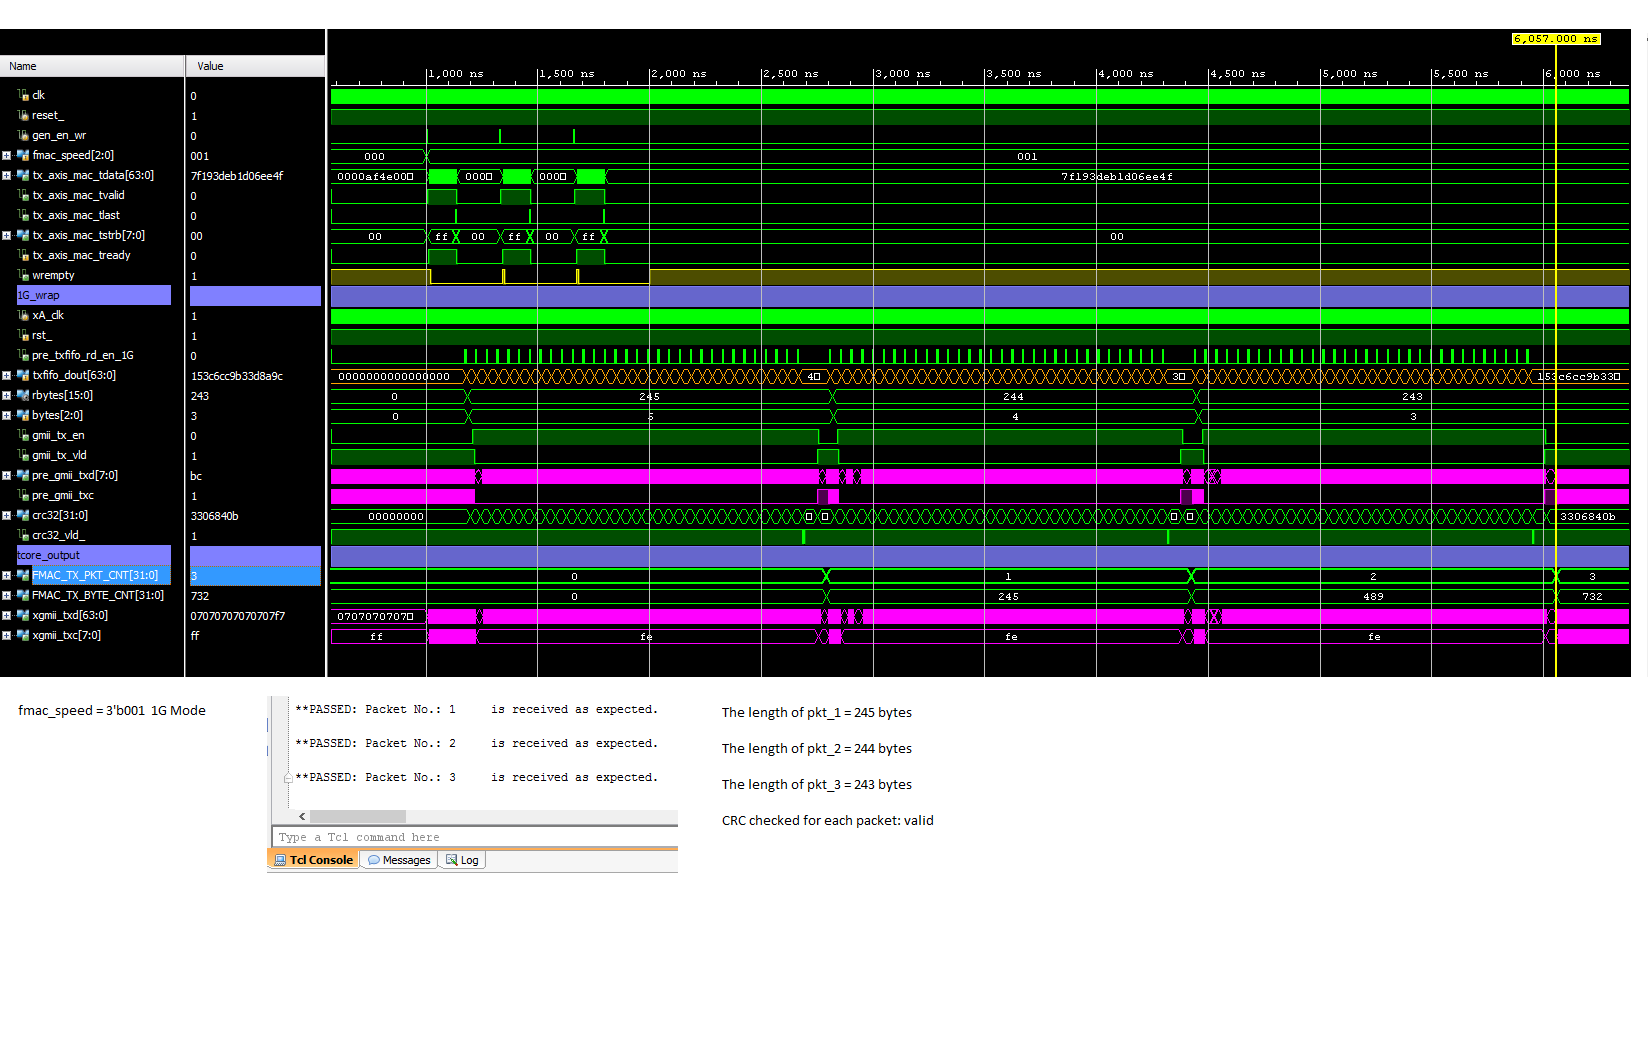 6,057.000 ns
Name Value
1,000 ns 1,500 ns 2,000 ns 2,500 ns 3,000 ns 3,500 ns 4,000 ns 4,500 ns 5,000 ns 5,500 ns 6,000 ns
clk 0
reset_ 1
gen_en_wr 0
fmac_speed[2:0] 001 000 001
tx_axis_mac_tdata[63:0] 7f193deb1d06ee4f 0000af4e00 000 000 7f193deb1d06ee4f
tx_axis_mac_tvalid 0
tx_axis_mac_tlast 0
tx_axis_mac_tstrb[7:0] 00 00 ff 00 ff 00 ff 00
tx_axis_mac_tready 0
wrempty 1
1G_wrap
xA_clk 1
rst_ 1
pre_txfifo_rd_en_1G 0
txfifo_dout[63:0] 153c6cc9b33d8a9c 0000000000000000 4 3 153c6cc9b33
rbytes[15:0] 243 0 245 244 243
bytes[2:0] 3 0 5 4 3
gmii_tx_en 0
gmii_tx_vld 1
pre_gmii_txd[7:0] bc
pre_gmii_txc 1
crc32[31:0] 3306840b 00000000 3306840b
crc32_vld_ 1
tcore_output
FMAC_TX_PKT_CNT[31:0] 3 0 1 2 3
FMAC_TX_BYTE_CNT[31:0] 732 0 245 489 732
xgmii_txd[63:0] 07070707070707f7 0707070707
xgmii_txc[7:0] ff ff fe fe fe
fmac_speed = 3'b001 1G Mode
**PASSED: Packet No.: 1 is received as expected.
**PASSED: Packet No.: 2 is received as expected.
**PASSED: Packet No.: 3 is received as expected.
Type a Tcl command here
Tcl Console Messages Log
The length of pkt_1 = 245 bytes
The length of pkt_2 = 244 bytes
The length of pkt_3 = 243 bytes
CRC checked for each packet: valid